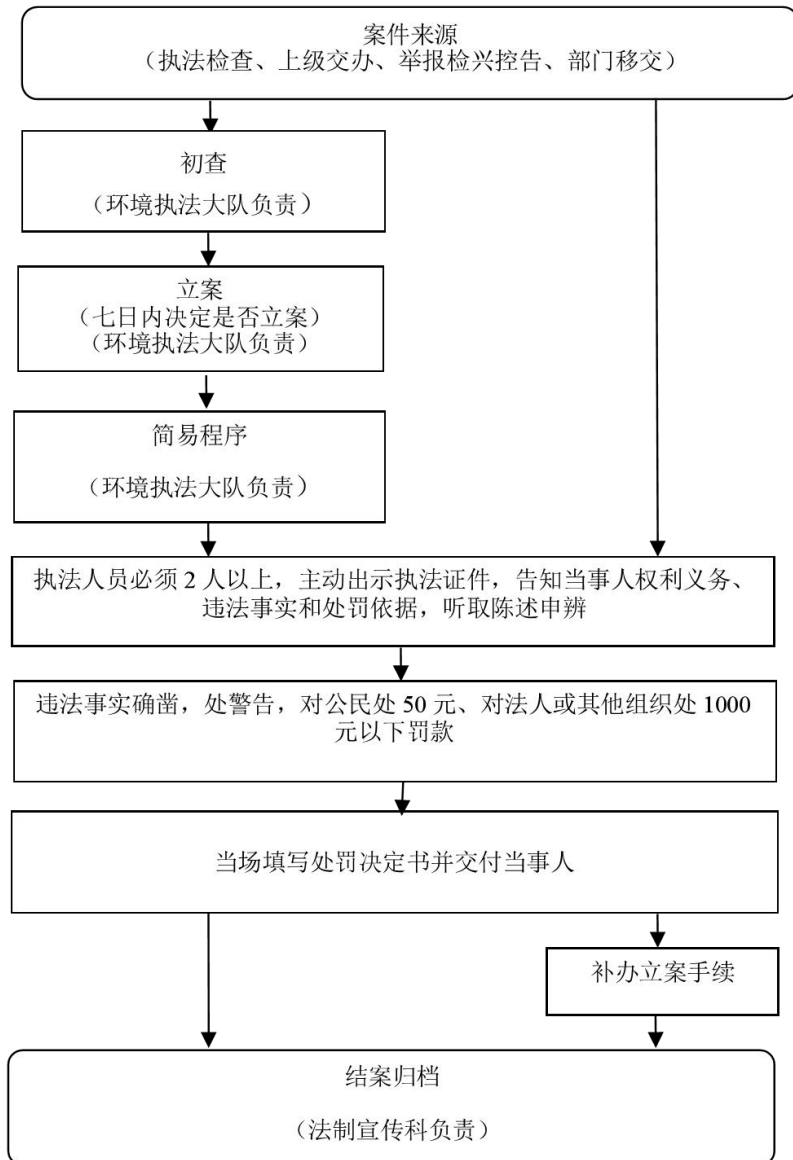 案件来源
（执法检查、上级交办、举报检兴控告、部门移交）
初查
（环境执法大队负责）
立案
（七日内决定是否立案）
（环境执法大队负责）
简易程序
（环境执法大队负责）
执法人员必须 2 人以上，主动出示执法证件，告知当事人权利义务、
违法事实和处罚依据，听取陈述申辨
违法事实确凿，处警告，对公民处 50 元、对法人或其他组织处 1000
元以下罚款
当场填写处罚决定书并交付当事人
补办立案手续
结案归档
（法制宣传科负责）